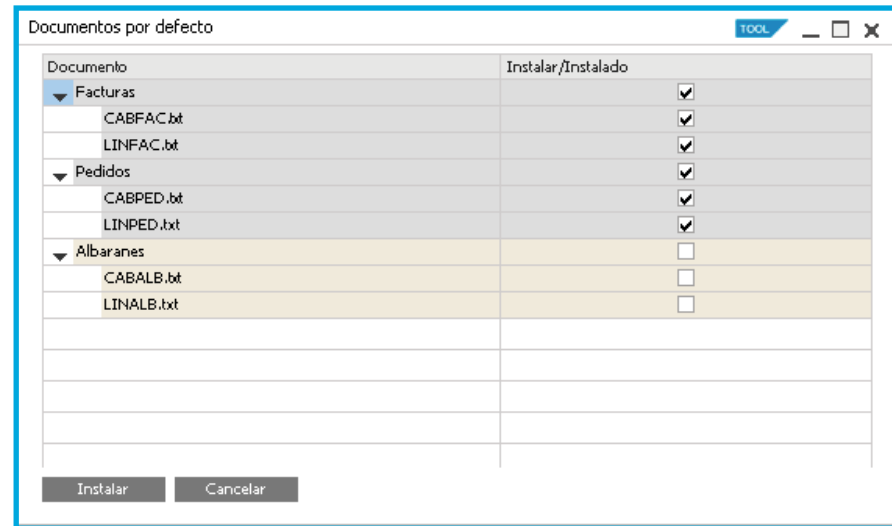 Documentos por defecto TOOL
Documento Instalar/Instalado
Facturas
CABFAC.txt
LINFAC.txt
Pedidos
CABPED.txt
LINPED.txt
Albaranes
CABALB.txt
LINALB.txt
Instalar Cancelar